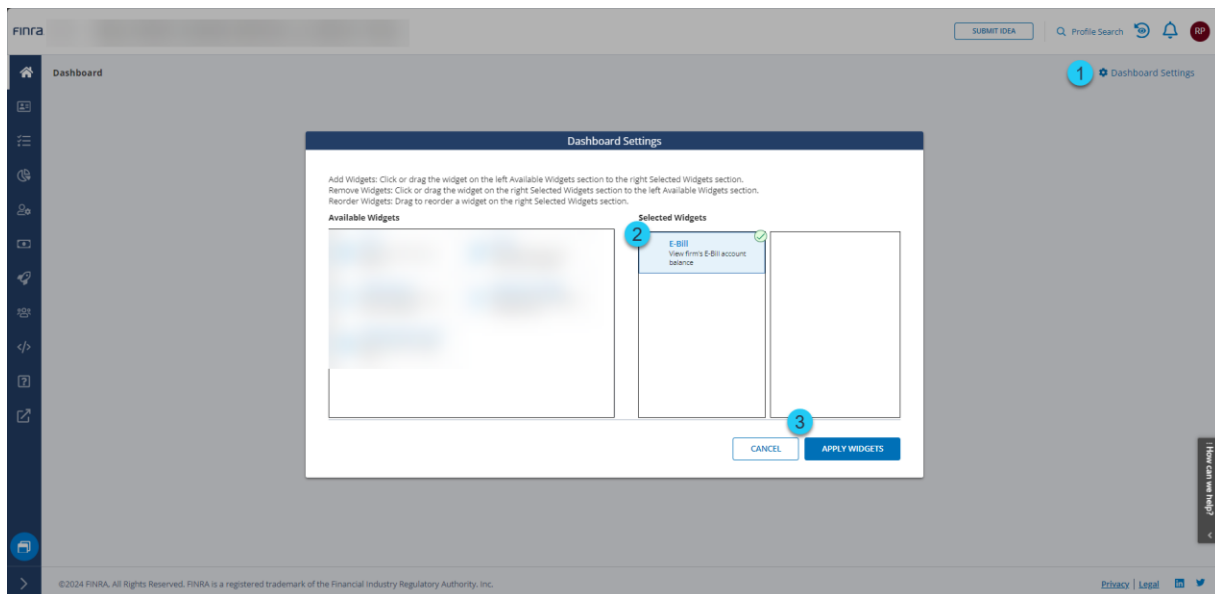 FINRA
SUBMIT IDEA
Profile Search
RP
Dashboard
1
Dashboard Settings
Dashboard Settings
Add Widgets: Click or drag the widget on the left Available Widgets section to the right Selected Widgets section.
Remove Widgets: Click or drag the widget on the right Selected Widgets section to the left Available Widgets section.
Reorder Widgets: Drag to reorder a widget on the right Selected Widgets section.
Available Widgets
Selected Widgets
2
E-Bill
View firm's E-Bill account
balance
3
CANCEL
APPLY WIDGETS
How can we help?
©2024 FINRA. All Rights Reserved. FINRA is a registered trademark of the Financial Industry Regulatory Authority, Inc.
Privacy | Legal